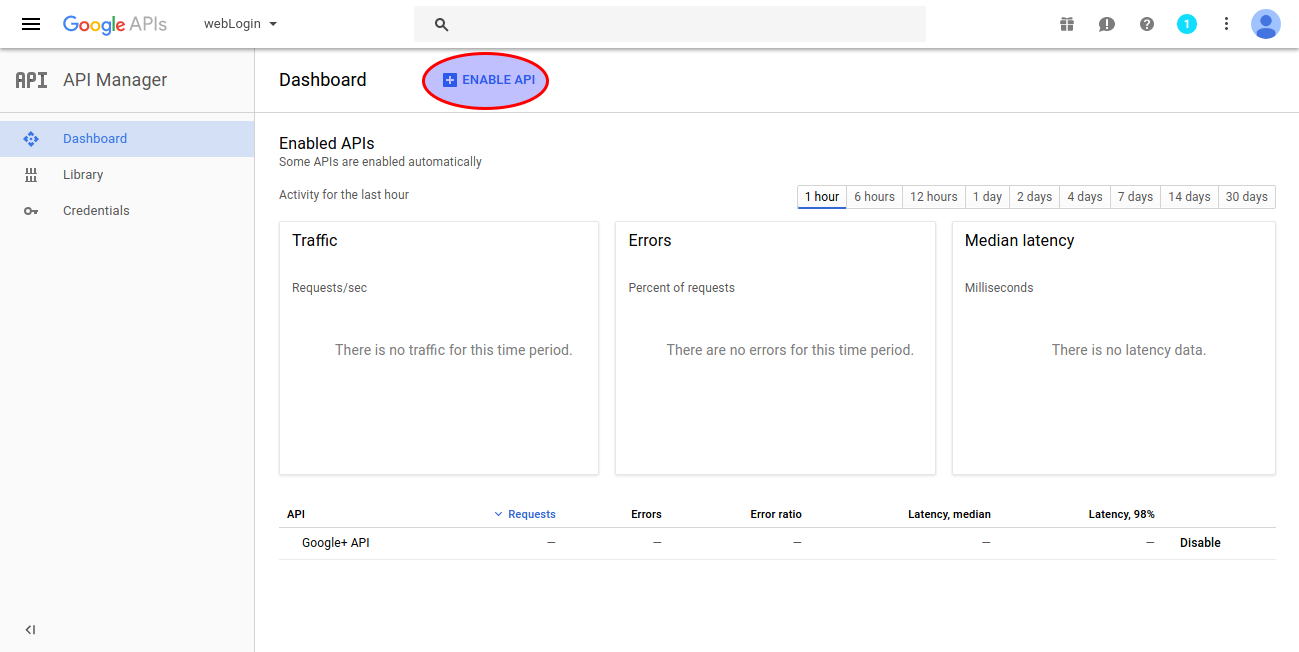 Google APIs
webLogin
1
API API Manager
Dashboard
Library
Credentials
Dashboard
ENABLE API
Enabled APIs
Some APIs are enabled automatically
Activity for the last hour
1 hour 6 hours 12 hours 1 day 2 days 4 days 7 days 14 days 30 days
Traffic
Requests/sec
There is no traffic for this time period.
Errors
Percent of requests
There are no errors for this time period.
Median latency
Milliseconds
There is no latency data.
API Requests Errors Error ratio Latency, median Latency, 98%
Google+ API — — — — — Disable